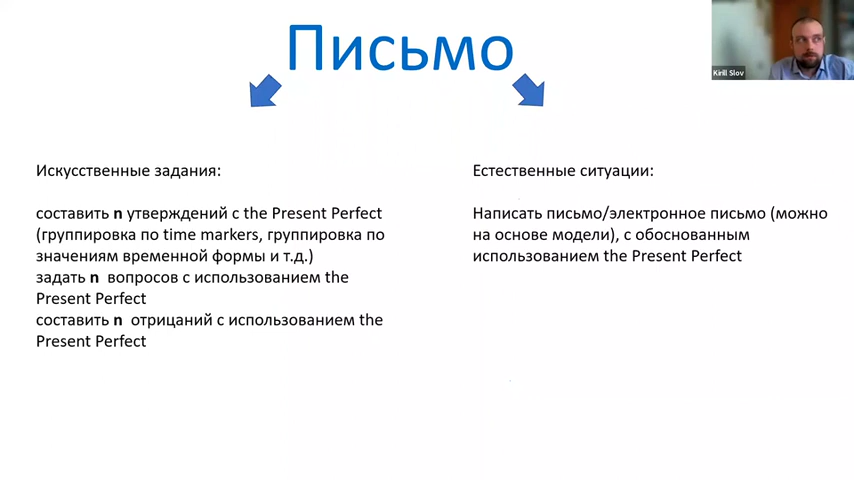 Письмо
Kirill Slov
Искусственные задания:
составить n утверждений с the Present Perfect
(группировка по time markers, группировка по
значениям временной формы и т.д.)
задать n вопросов с использованием the
Present Perfect
составить n отрицаний с использованием the
Present Perfect
Естественные ситуации:
Написать письмо/электронное письмо (можно
на основе модели), с обоснованным
использованием the Present Perfect